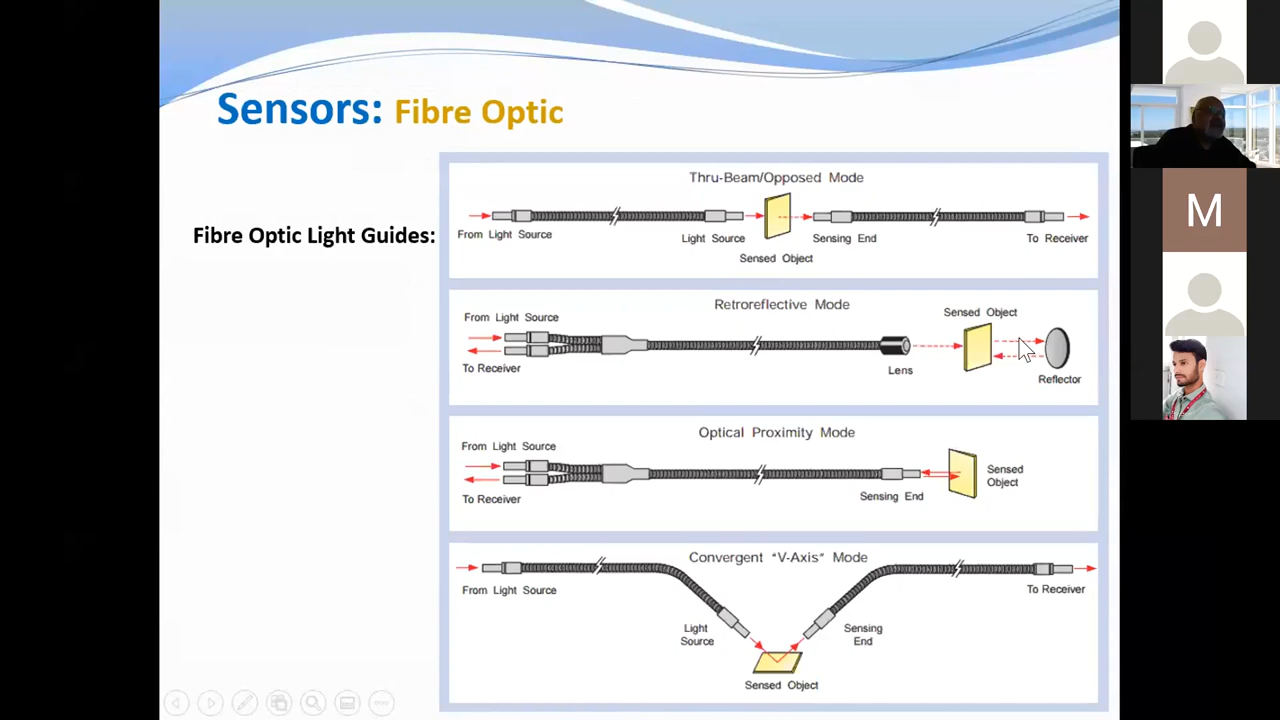 Sensors: Fibre Optic
Fibre Optic Light Guides:
Thru-Beam/Opposed Mode
From Light Source
Light Source
Sensed Object
Sensing End
To Receiver
Retroreflective Mode
From Light Source
To Receiver
Lens
Sensed Object
Reflector
Optical Proximity Mode
From Light Source
To Receiver
Sensing End
Sensed
Object
Convergent "V-Axis" Mode
From Light Source
Light
Source
Sensed Object
Sensing
End
To Receiver
M